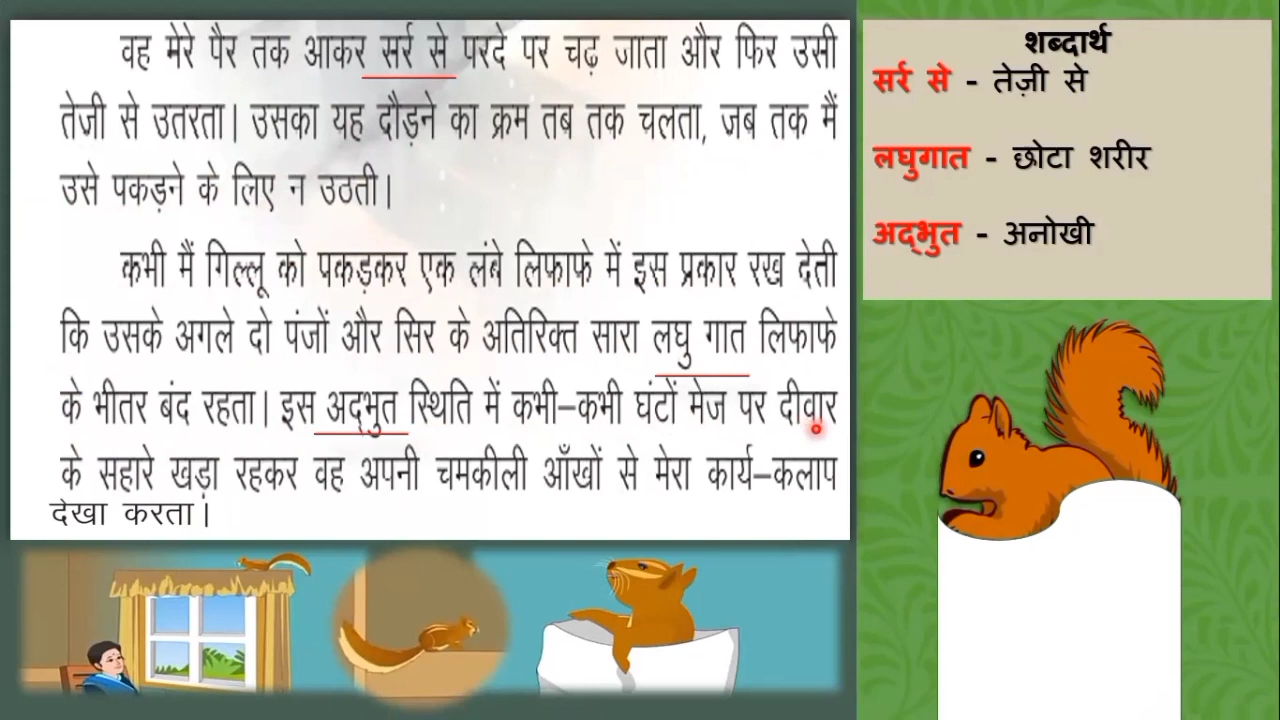 वह मेरे पैर तक आकर सर्र से परदे पर चढ़ जाता और फिर उसी
तेजी से उतरता। उसका यह दौड़ने का क्रम तब तक चलता, जब तक मैं
उसे पकड़ने के लिए न उठती।
कभी मैं गिल्लू को पकड़कर एक लंबे लिफाफे में इस प्रकार रख देती
कि उसके अगले दो पंजों और सिर के अतिरिक्त सारा लघु गात लिफाफे
के भीतर बंद रहता। इस अद्भुत स्थिति में कभी–कभी घंटों मेज पर दीवार
के सहारे खड़ा रहकर वह अपनी चमकीली आँखों से मेरा कार्य–कलाप
देखा करता।
शब्दार्थ
सर्र से - तेज़ी से
लघुगात - छोटा शरीर
अद्भुत - अनोखी